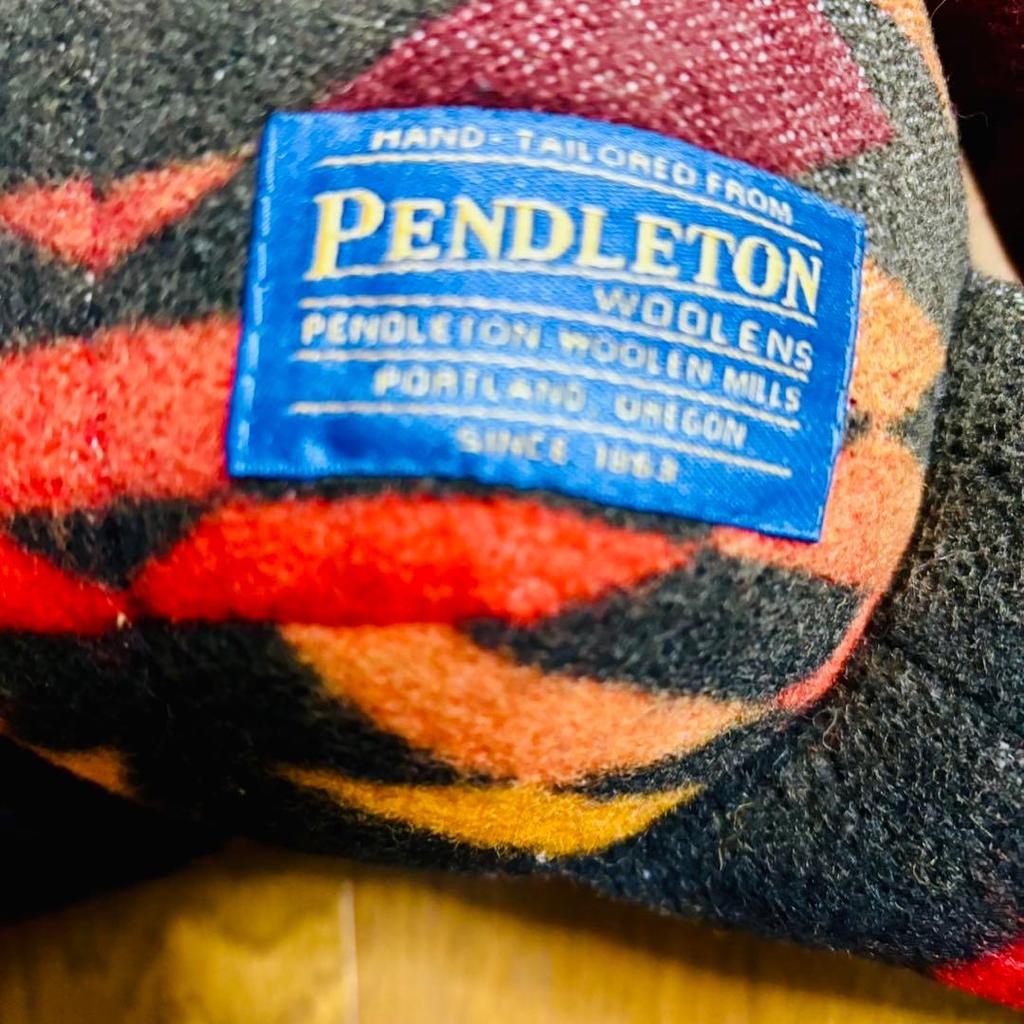 HAND-TAILORED FROM
PENDLETON
WOOLENS
PENDLETON WOOLEN MILLS
PORTLAND, OREGON
SINCE 1863